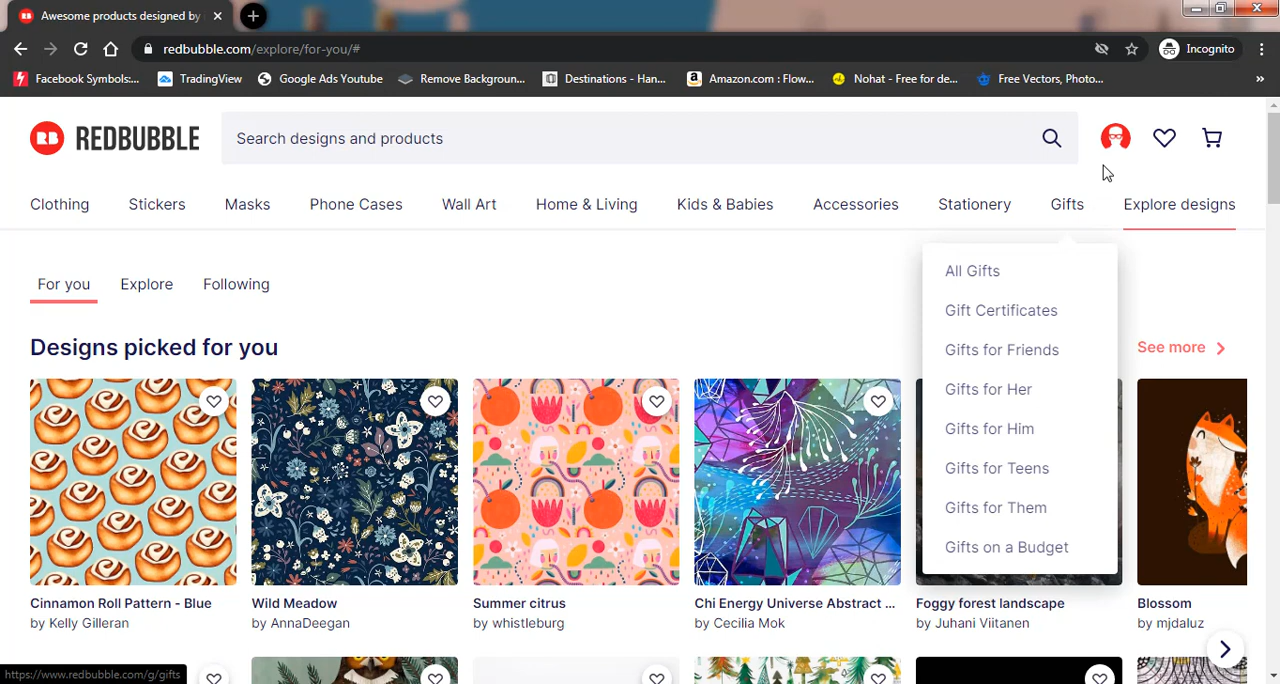 Awesome products designed by
redbubble.com/explore/for-you/#
Incognito
Facebook Symbols:...
TradingView
Google Ads Youtube
Remove Backgroun...
Destinations - Han...
Amazon.com : Flow...
Nohat - Free for de...
Free Vectors, Photo...
»
RB REDBUBBLE
Search designs and products
Clothing
Stickers
Masks
Phone Cases
Wall Art
Home & Living
Kids & Babies
Accessories
Stationery
Gifts
Explore designs
All Gifts
Gift Certificates
Gifts for Friends
Gifts for Her
Gifts for Him
Gifts for Teens
Gifts for Them
Gifts on a Budget
For you
Explore
Following
Designs picked for you
See more
Cinnamon Roll Pattern - Blue
by Kelly Gilleran
Wild Meadow
by AnnaDeegan
Summer citrus
by whistleburg
Chi Energy Universe Abstract ...
by Cecilia Mok
Foggy forest landscape
by Juhani Viitanen
Blossom
by mjdaluz
https://www.redbubble.com/g/gifts